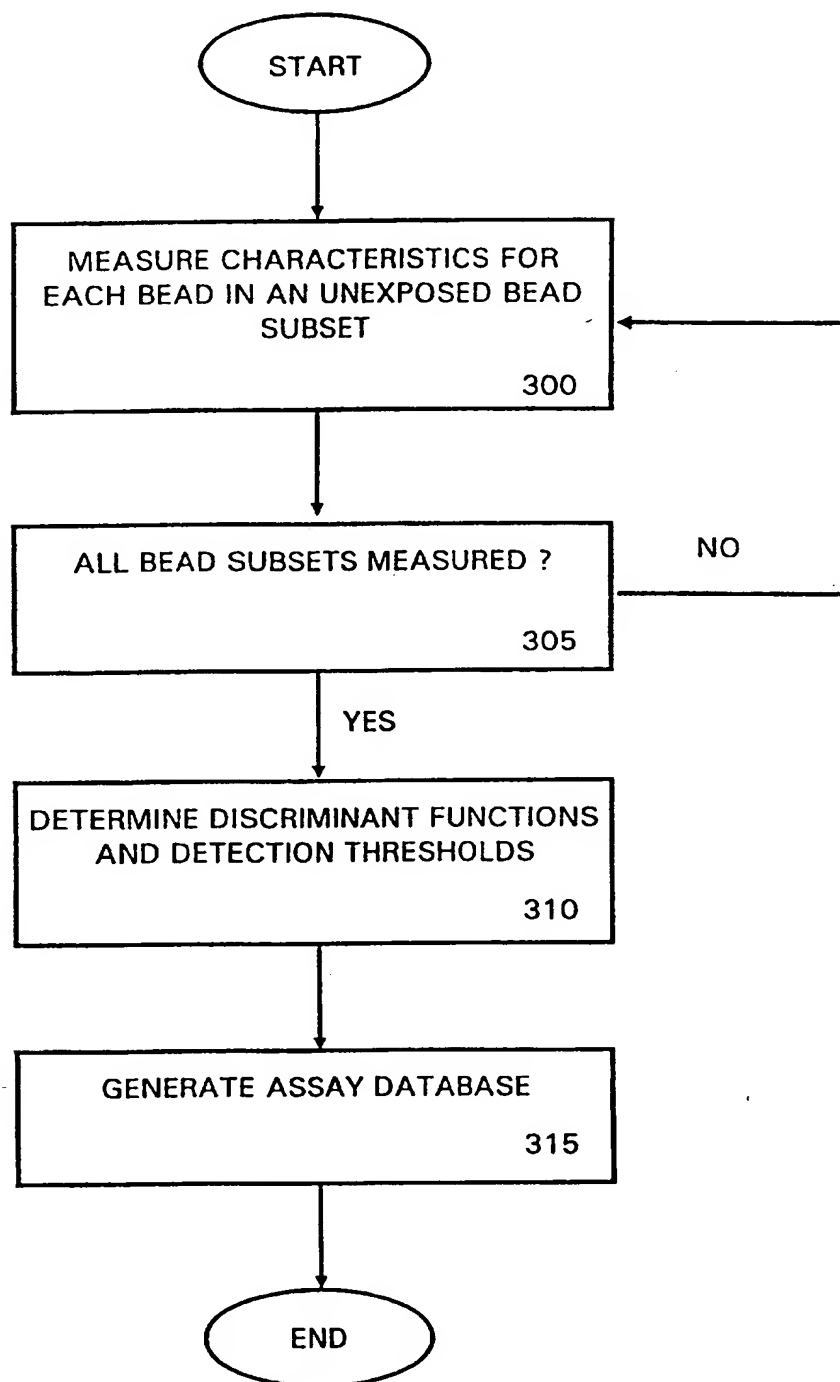 START
MEASURE CHARACTERISTICS FOR
EACH BEAD IN AN UNEXPOSED BEAD
SUBSET
300
ALL BEAD SUBSETS MEASURED ?
NO
305
YES
DETERMINE DISCRIMINANT FUNCTIONS
AND DETECTION THRESHOLDS
310
GENERATE ASSAY DATABASE
315
END